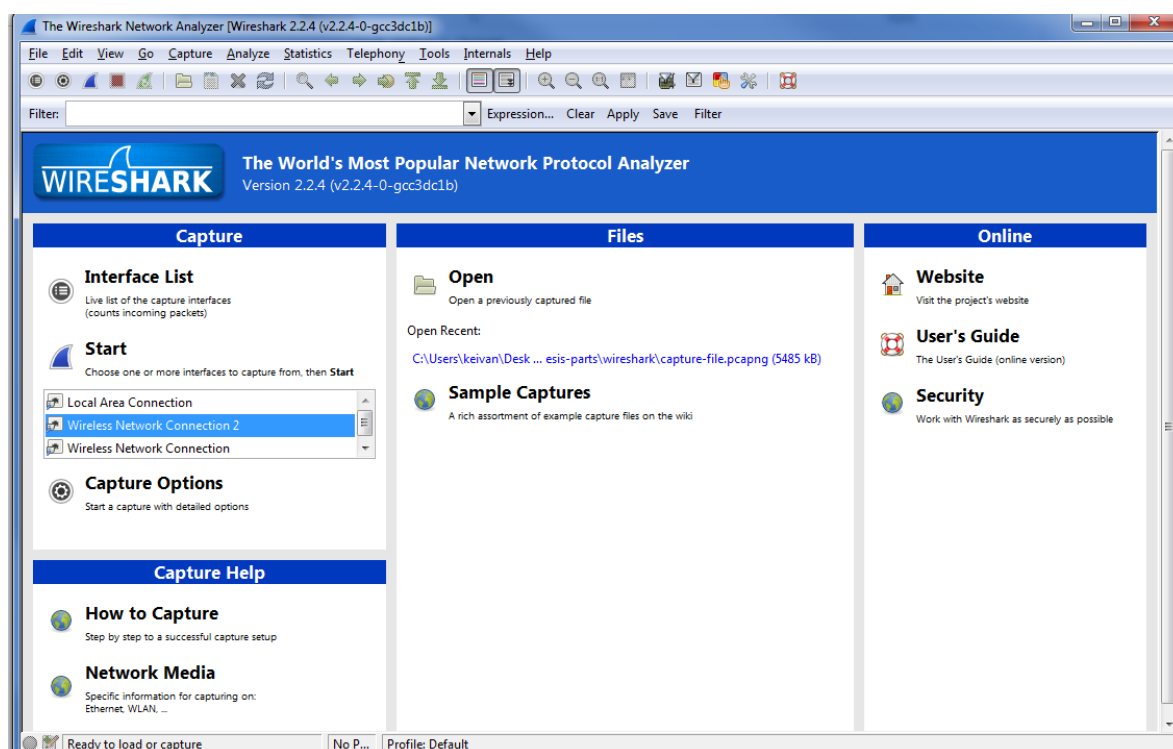 The Wireshark Network Analyzer [Wireshark 2.2.4 (v2.2.4-0-gcc3dc1b)]
File Edit View Go Capture Analyze Statistics Telephony Tools Internals Help
Filter: Expression... Clear Apply Save Filter
WIRESHARK
The World's Most Popular Network Protocol Analyzer
Version 2.2.4 (v2.2.4-0-gcc3dc1b)
Capture
Interface List
Live list of the capture interfaces
(counts incoming packets)
Start
Choose one or more interfaces to capture from, then Start
Local Area Connection
Wireless Network Connection 2
Wireless Network Connection
Capture Options
Start a capture with detailed options
Capture Help
How to Capture
Step by step to a successful capture setup
Network Media
Specific information for capturing on:
Ethernet, WLAN, ...
Files
Open
Open a previously captured file
Open Recent:
C:\Users\keivan\Desk ... esis-parts\wireshark\capture-file.pcapng (5485 kB)
Sample Captures
A rich assortment of example capture files on the wiki
Online
Website
Visit the project's website
User's Guide
The User's Guide (online version)
Security
Work with Wireshark as securely as possible
Ready to load or capture No P... Profile: Default